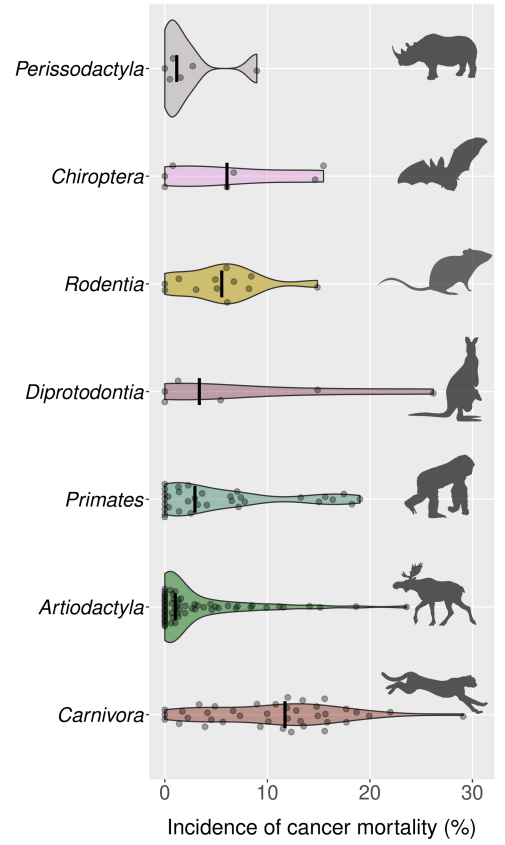 Perissodactyla
Chiroptera
Rodentia
Diprotodontia
Primates
Artiodactyla
Carnivora
0 10 20 30
Incidence of cancer mortality (%)